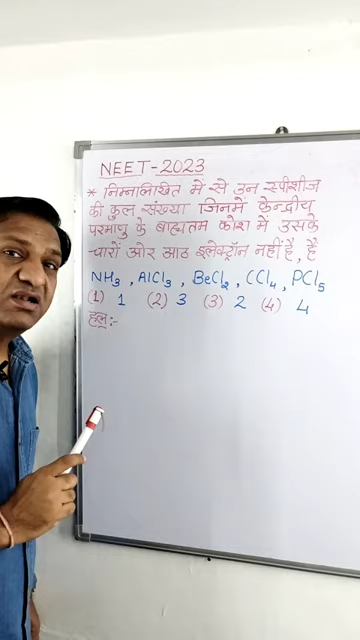 NEET-2023
* निम्नलिखित में से उन स्पीशीज
की कुल संख्या जिनमें केन्द्रीय
परमाणु के बाह्यतम कोश में उसके
चारों ओर आठ इलेक्ट्रॉन नहीं हैं, है
NH₃, AlCl₃, BeCl₂, CCl₄, PCl₅
(1) 1 (2) 3 (3) 2 (4) 4
हल:-